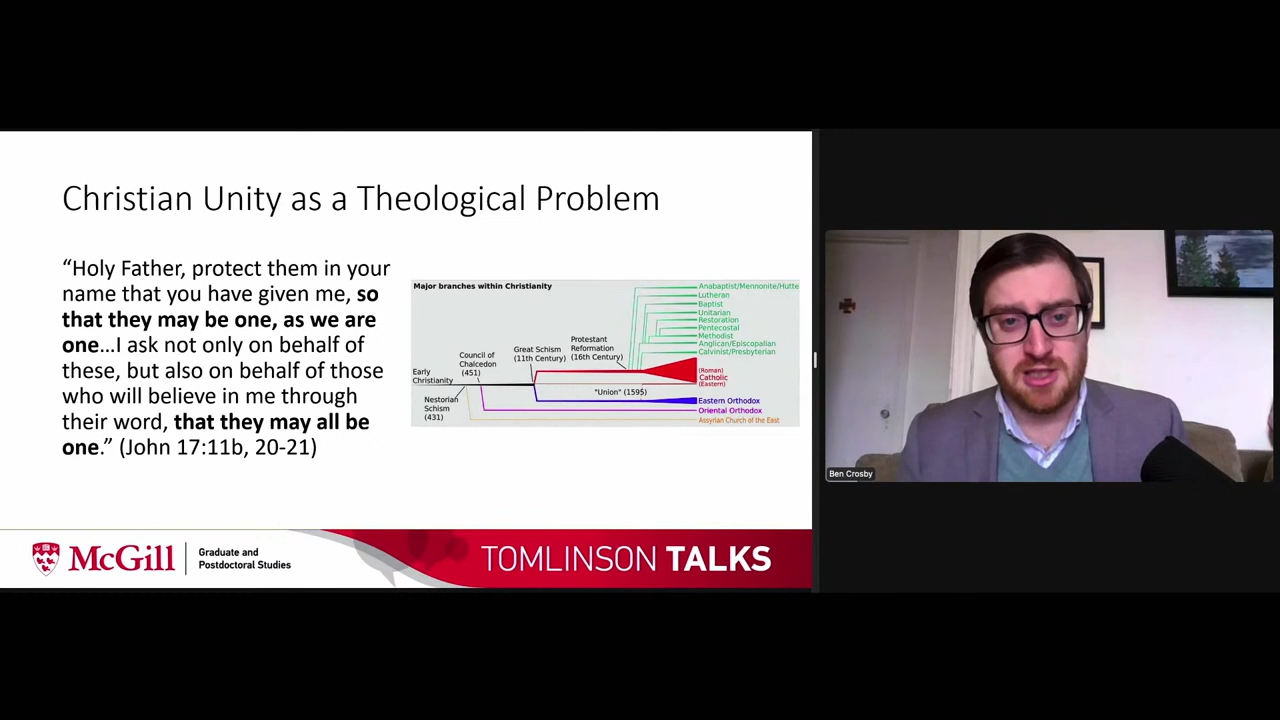 Christian Unity as a Theological Problem
“Holy Father, protect them in your
name that you have given me, so
that they may be one, as we are
one…I ask not only on behalf of
these, but also on behalf of those
who will believe in me through
their word, that they may all be
one.” (John 17:11b, 20-21)
Major branches within Christianity
Early
Christianity
Nestorian
Schism
(431)
Council of
Chalcedon
(451)
Great Schism
(11th Century)
Protestant
Reformation
(16th Century)
"Union" (1595)
Anabaptist/Mennonite/Hutte
Lutheran
Baptist
Unitarian
Restoration
Pentecostal
Methodist
Anglican/Episcopalian
Calvinist/Presbyterian
(Roman)
Catholic
(Eastern)
Eastern Orthodox
Oriental Orthodox
Assyrian Church of the East
McGill
Graduate and
Postdoctoral Studies
TOMLINSON TALKS
Ben Crosby